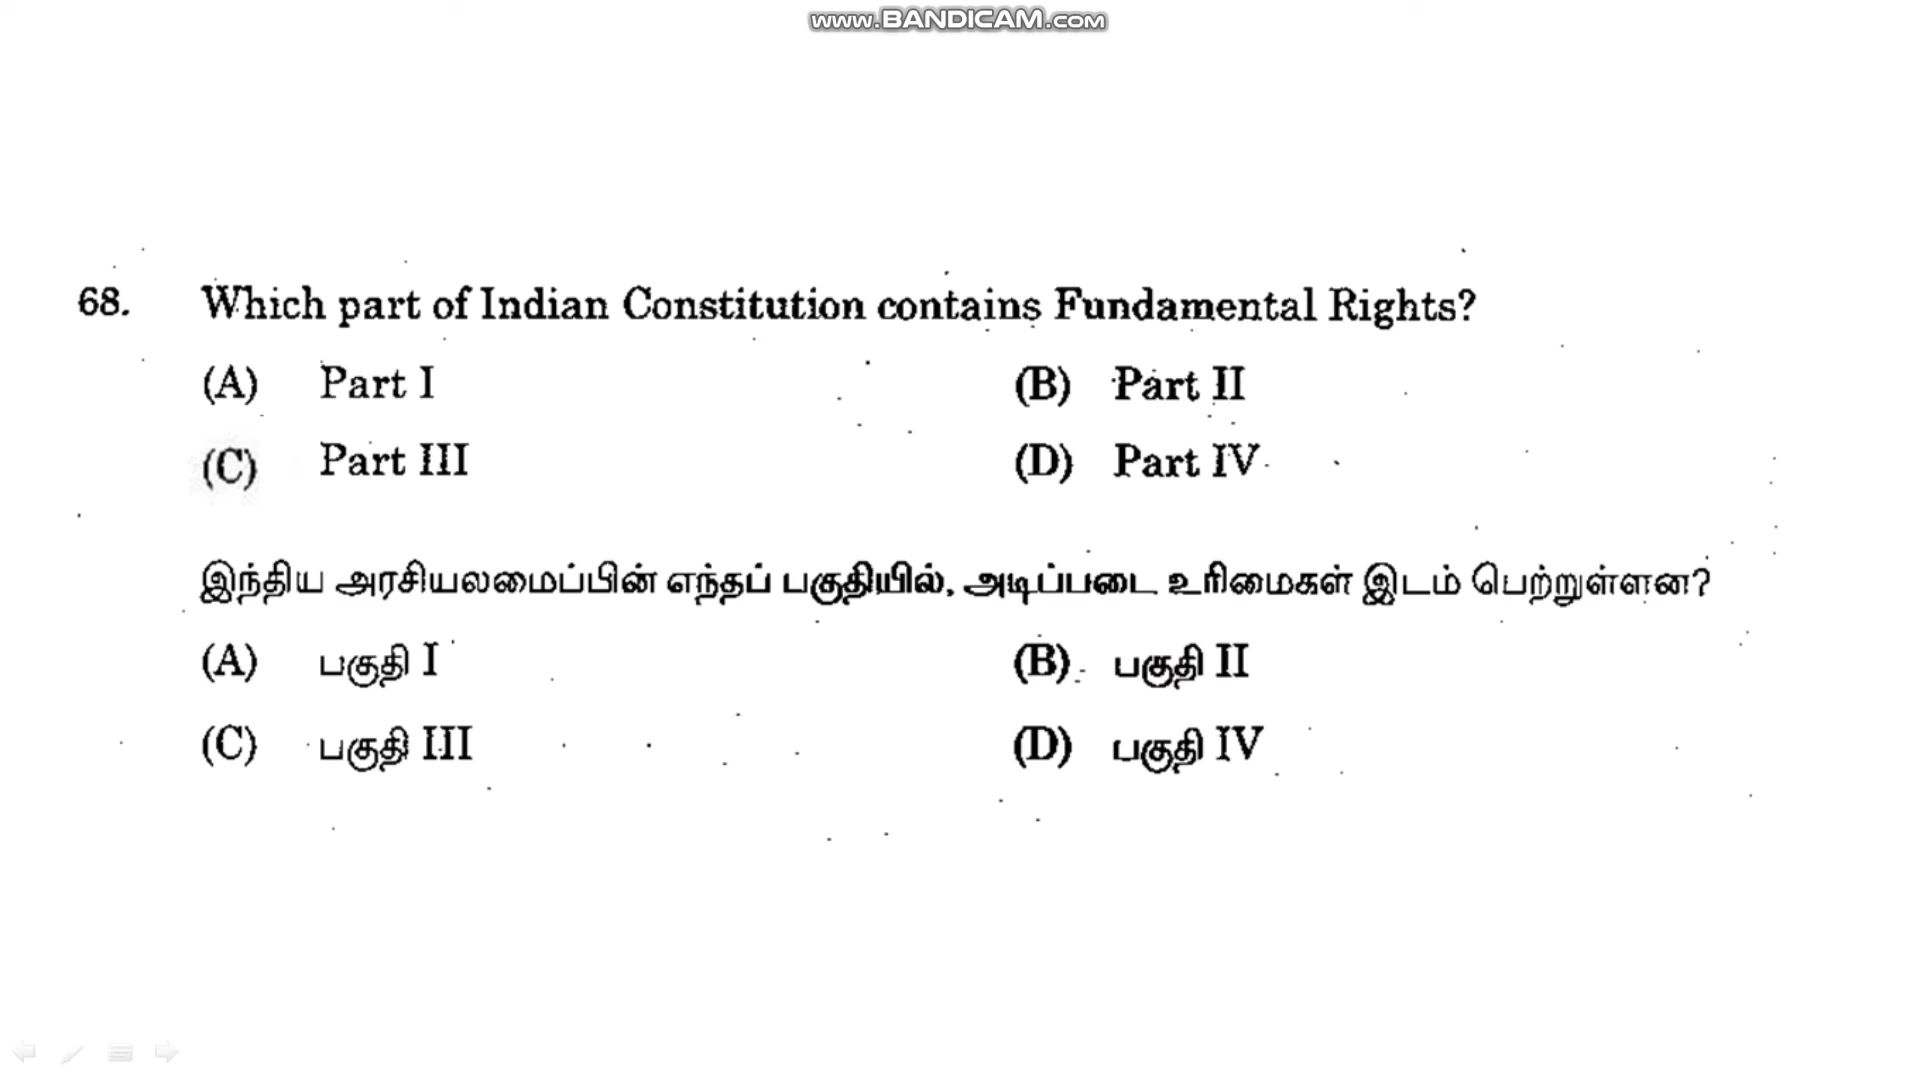 www.BANDICAM.com
68. Which part of Indian Constitution contains Fundamental Rights?
(A) Part I (B) Part II
(C) Part III (D) Part IV
இந்திய அரசியலமைப்பின் எந்தப் பகுதியில், அடிப்படை உரிமைகள் இடம் பெற்றுள்ளன?
(A) பகுதி I (B) பகுதி II
(C) பகுதி III (D) பகுதி IV